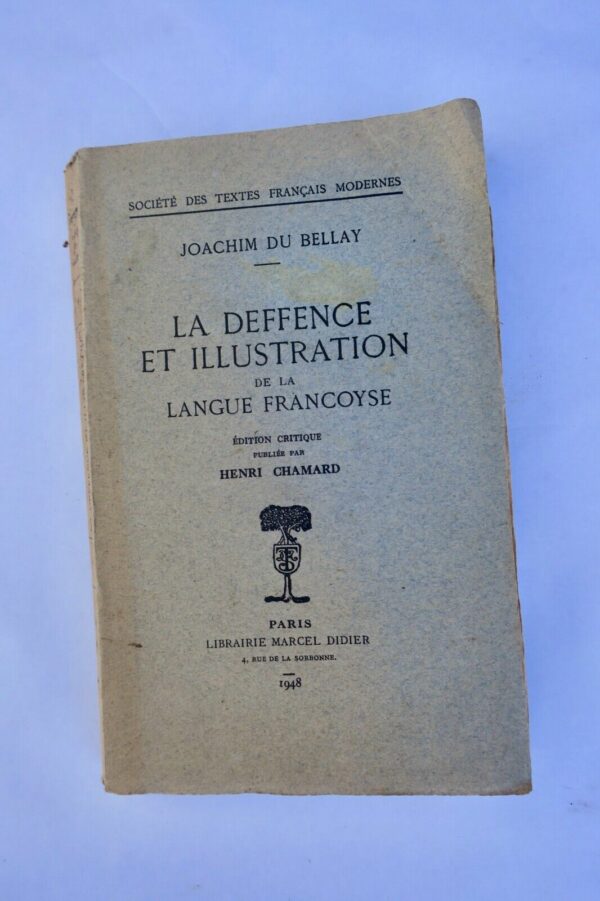 SOCIÉTÉ DES TEXTES FRANÇAIS MODERNES
JOACHIM DU BELLAY
LA DEFFENCE
ET ILLUSTRATION
DE LA
LANGUE FRANCOYSE
ÉDITION CRITIQUE
PUBLIÉE PAR
HENRI CHAMARD
PARIS
LIBRAIRIE MARCEL DIDIER
4, RUE DE LA SORBONNE.
1948